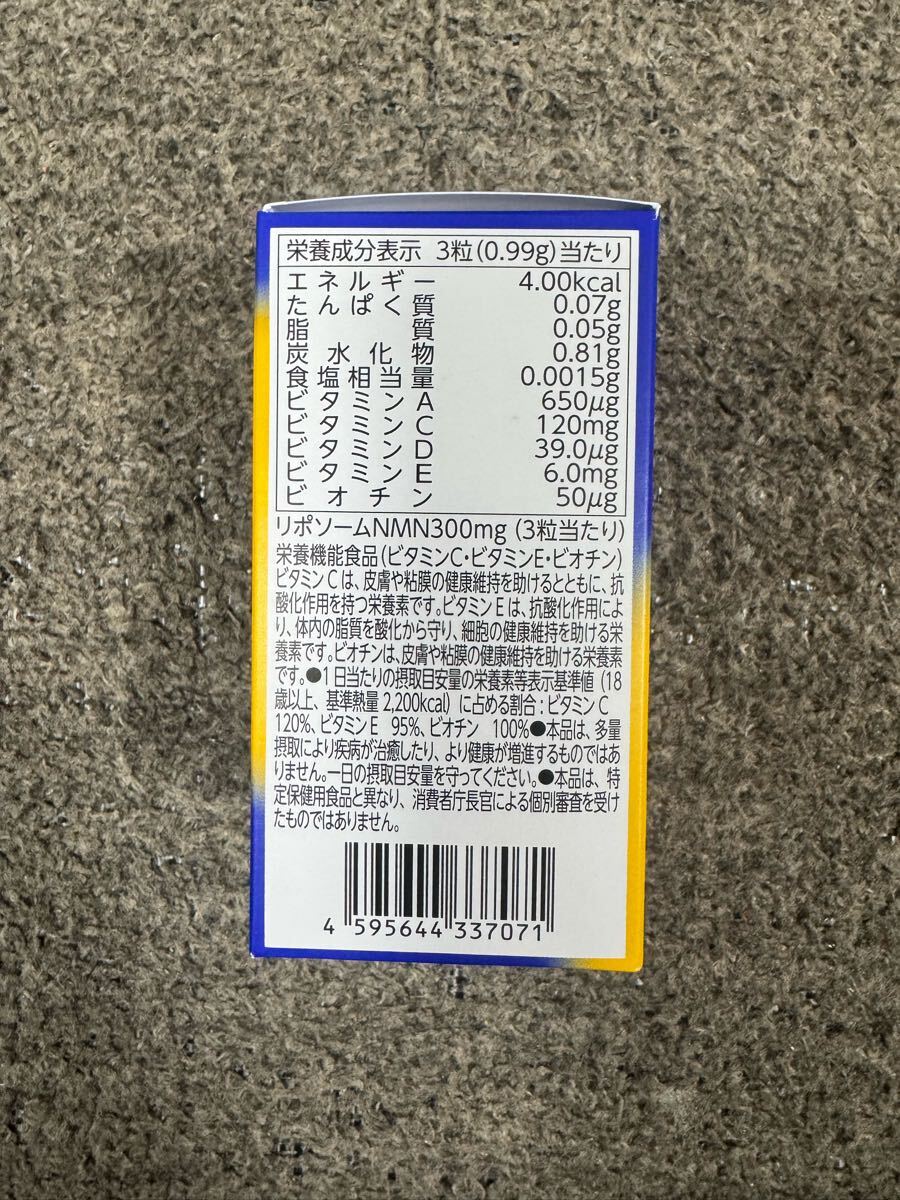 栄養成分表示 3粒(0.99g)当たり
エネルギー 4.00kcal
たんぱく質 0.07g
脂質 0.05g
炭水化物 0.81g
食塩相当量 0.0015g
ビタミンA 650μg
ビタミンC 120mg
ビタミンD 39.0μg
ビタミンE 6.0mg
ビオチン 50μg
リポソームNMN300mg (3粒当たり)
栄養機能食品(ビタミンC・ビタミンE・ビオチン)
ビタミンCは、皮膚や粘膜の健康維持を助けるとともに、抗
酸化作用を持つ栄養素です。ビタミンEは、抗酸化作用によ
り、体内の脂質を酸化から守り、細胞の健康維持を助ける栄
養素です。ビオチンは、皮膚や粘膜の健康維持を助ける栄養素
です。●1日当たりの摂取目安量の栄養素等表示基準値(18
歳以上、基準熱量2,200kcal)に占める割合:ビタミンC
120%、ビタミンE 95%、ビオチン 100%●本品は、多量
摂取により疾病が治癒したり、より健康が増進するものではあ
りません。一日の摂取目安量を守ってください。●本品は、特
定保健用食品と異なり、消費者庁長官による個別審査を受け
たものではありません。
4 595644 337071